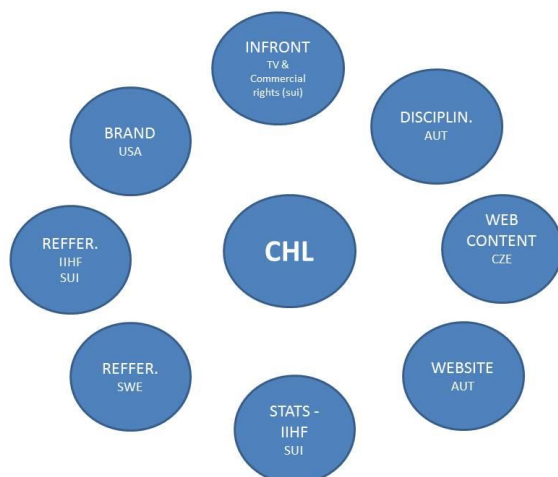 INFRONT
TV &
Commercial
rights (sui)
BRAND
USA
DISCIPLIN.
AUT
REFFER.
IIHF
SUI
CHL
WEB
CONTENT
CZE
REFFER.
SWE
WEBSITE
AUT
STATS -
IIHF
SUI